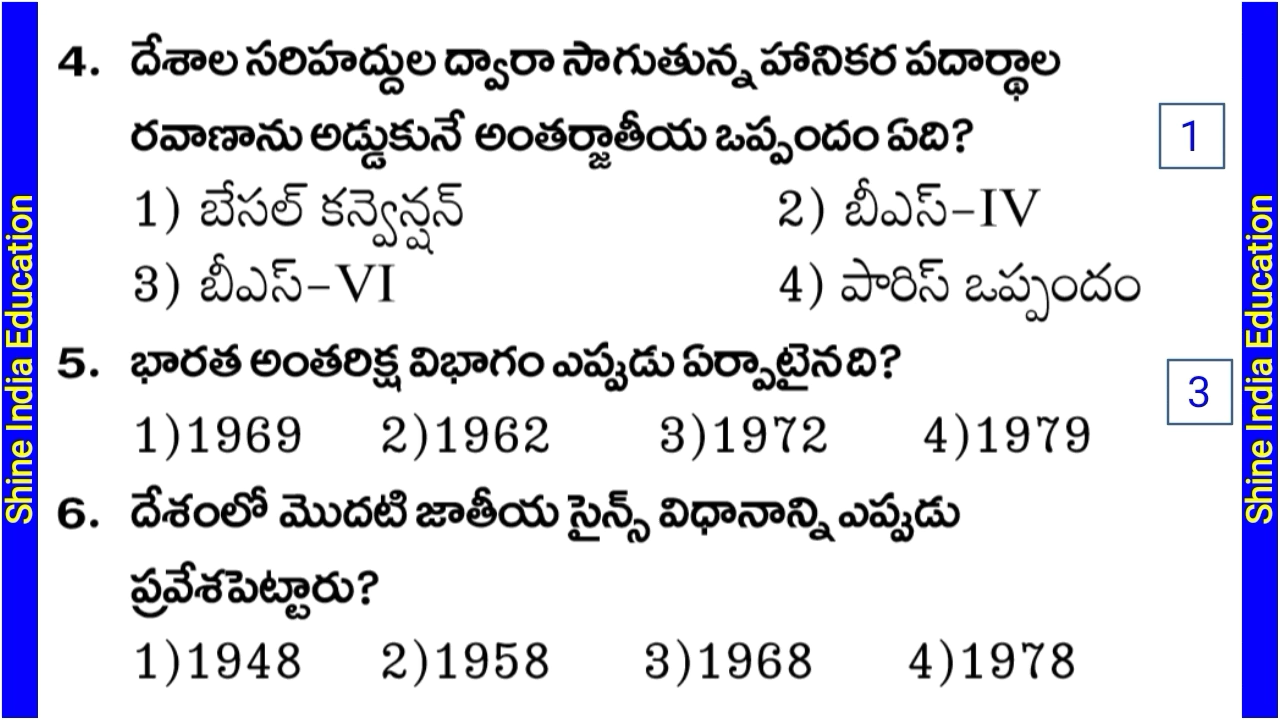 Shine India Education
4. దేశాల సరిహద్దుల ద్వారా సాగుతున్న హానికర పదార్థాల
రవాణాను అడ్డుకునే అంతర్జాతీయ ఒప్పందం ఏది?
1
1) బేసల్ కన్వెన్షన్ 2) బీఎస్-IV
3) బీఎస్-VI 4) పారిస్ ఒప్పందం
5. భారత అంతరిక్ష విభాగం ఎప్పుడు ఏర్పాటైనది?
3
1)1969 2)1962 3)1972 4)1979
6. దేశంలో మొదటి జాతీయ సైన్స్ విధానాన్ని ఎప్పుడు
ప్రవేశపెట్టారు?
1)1948 2)1958 3)1968 4)1978
Shine India Education